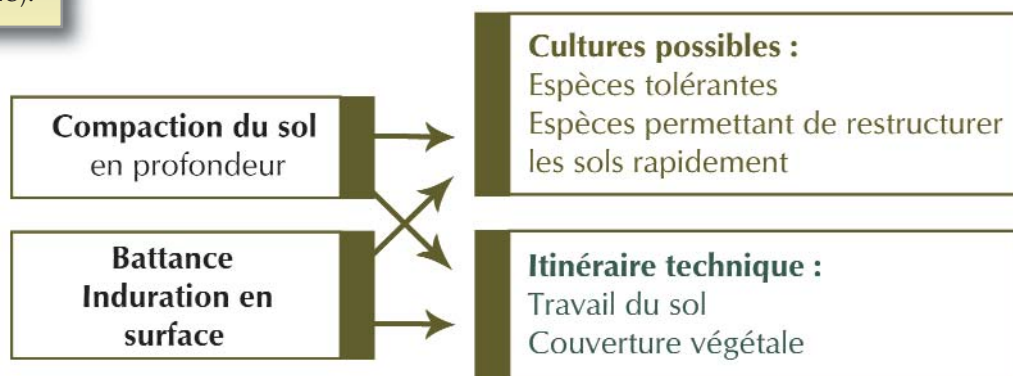 Compaction du sol
en profondeur
Battance
Induration en
surface
Cultures possibles :
Espèces tolérantes
Espèces permettant de restructurer
les sols rapidement
Itinéraire technique :
Travail du sol
Couverture végétale